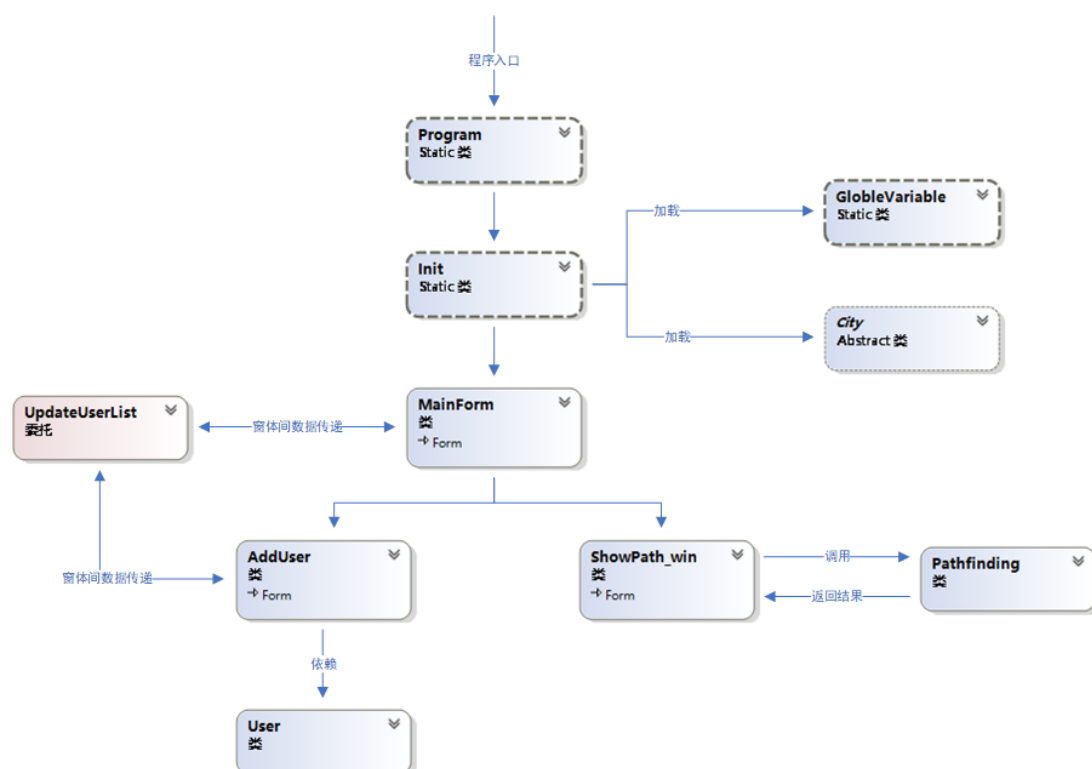 程序入口
Program
Static 类
GlobleVariable
Static 类
加载
Init
Static 类
City
Abstract 类
加载
MainForm
类
Form
UpdateUserList
委托
窗体间数据传递
AddUser
类
Form
ShowPath_win
类
Form
调用
Pathfinding
类
返回结果
窗体间数据传递
依赖
User
类